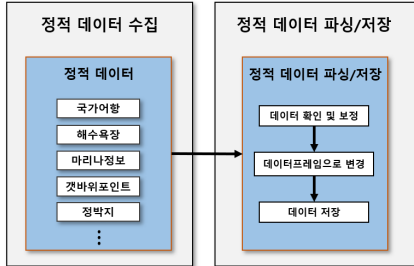 정적 데이터 수집
정적 데이터
국가어항
해수욕장
마리나정보
갯바위포인트
정박지
정적 데이터 파싱/저장
정적 데이터 파싱/저장
데이터 확인 및 보정
데이터프레임으로 변경
데이터 저장